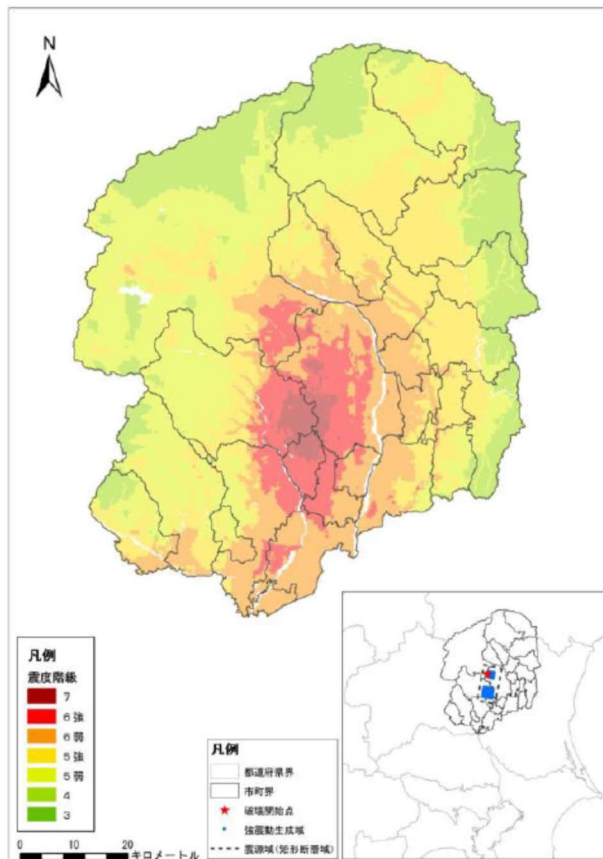 N
凡例
震度階級
7
6強
6弱
5強
5弱
4
3
0
10
20
キロメートル
凡例
都道府県界
市町界
破壊開始点
強震動生成域
震源域(矩形断層域)